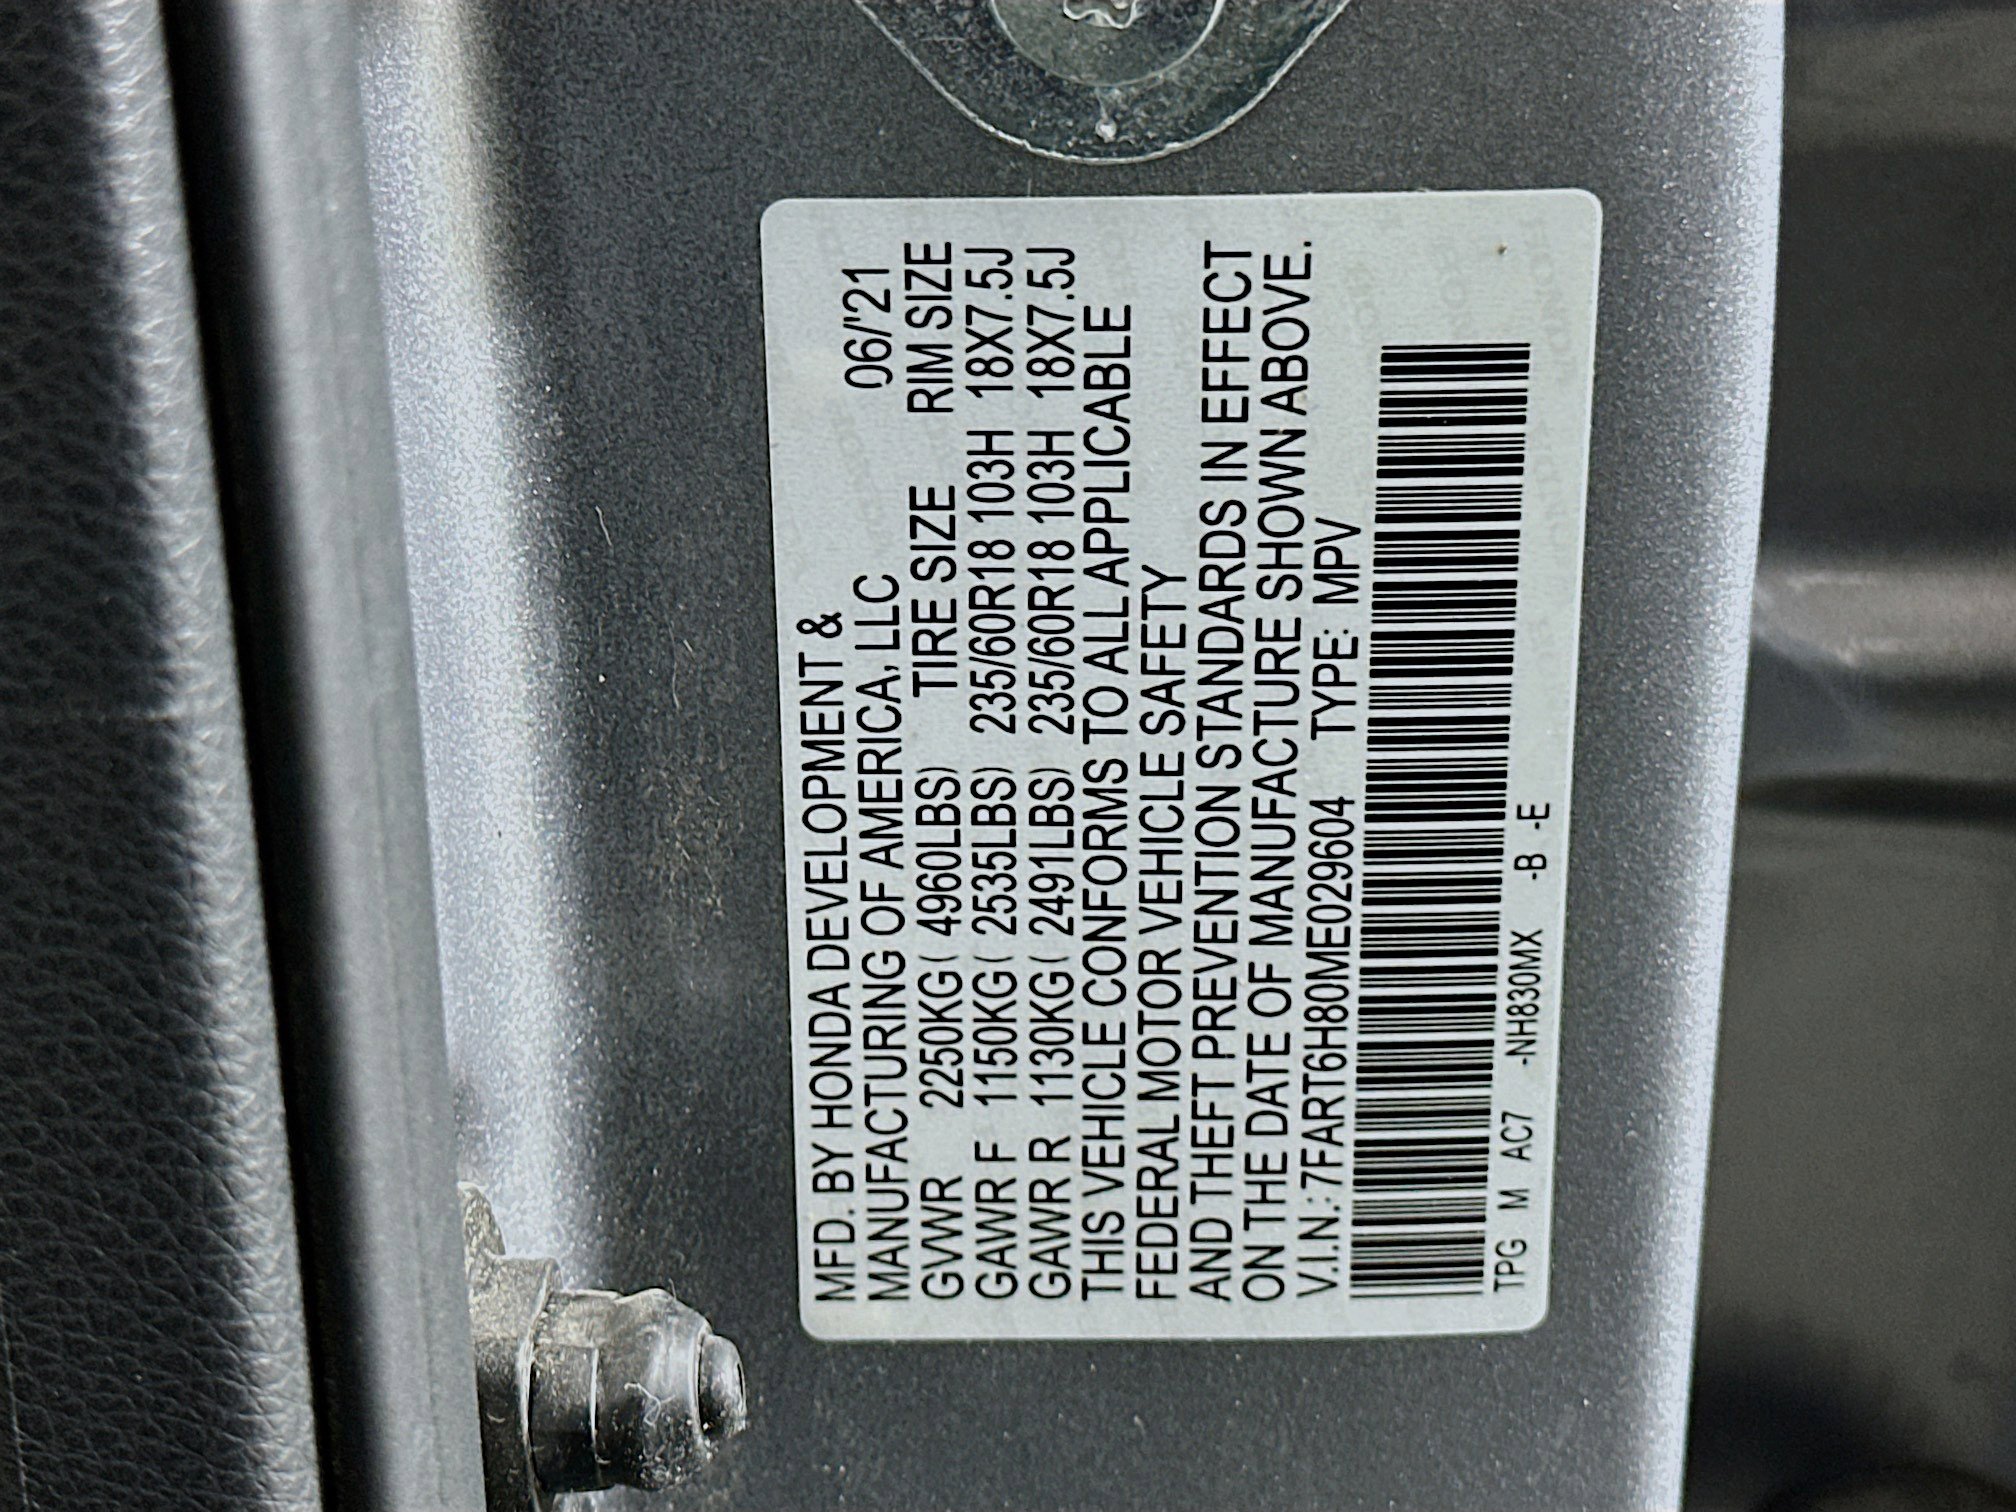 MFD. BY HONDA DEVELOPMENT &
MANUFACTURING OF AMERICA, LLC 06/'21
GVWR 2250KG( 4960LBS) TIRE SIZE RIM SIZE
GAWR F 1150KG( 2535LBS) 235/60R18 103H 18X7.5J
GAWR R 1130KG( 2491LBS) 235/60R18 103H 18X7.5J
THIS VEHICLE CONFORMS TO ALL APPLICABLE
FEDERAL MOTOR VEHICLE SAFETY
AND THEFT PREVENTION STANDARDS IN EFFECT
ON THE DATE OF MANUFACTURE SHOWN ABOVE.
V.I.N.:7FART6H80ME029604 TYPE: MPV
TPG M AC7 -NH830MX -B -E